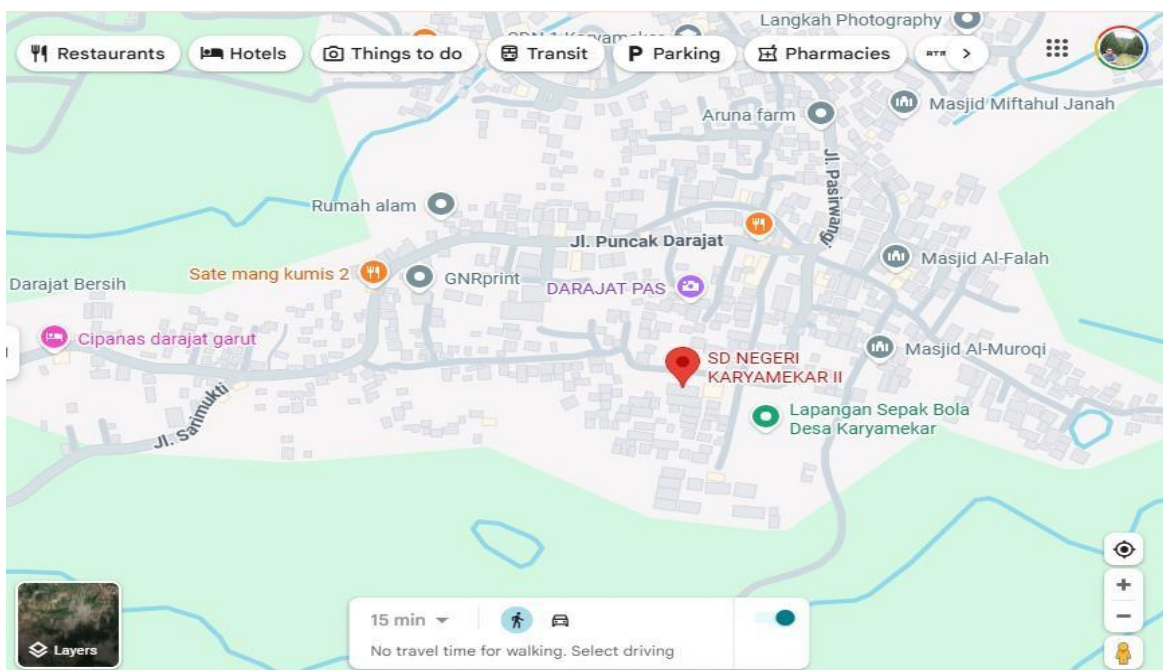 Langkah Photography
Restaurants
Hotels
Things to do
Transit
Parking
Pharmacies
Aruna farm
Masjid Miftahul Janah
Jl. Pasirwangi
Rumah alam
Jl. Puncak Darajat
Masjid Al-Falah
Sate mang kumis 2
GNRprint
DARAJAT PAS
Darajat Bersih
Cipanas darajat garut
SD NEGERI
KARYAMEKAR II
Masjid Al-Muroqi
Jl. Sarimukti
Lapangan Sepak Bola
Desa Karyamekar
15 min
No travel time for walking. Select driving
Layers